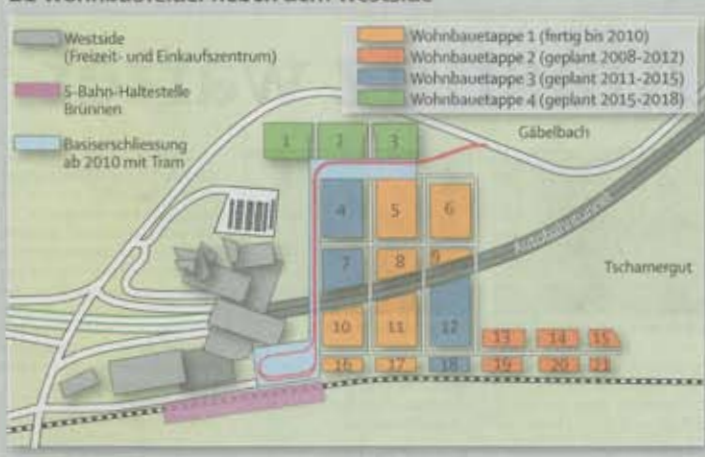 Westside
(Freizeit- und Einkaufszentrum)
S-Bahn-Haltestelle
Brünnen
Basiserschliessung
ab 2010 mit Tram
Wohnbauetappe 1 (fertig bis 2010)
Wohnbauetappe 2 (geplant 2008-2012)
Wohnbauetappe 3 (geplant 2011-2015)
Wohnbauetappe 4 (geplant 2015-2018)
Gäbelbach
1 2 3
4 5 6
Autobahntunnel
7 8 9
Tscharnergut
10 11 12
13 14 15
16 17 18 19 20 21